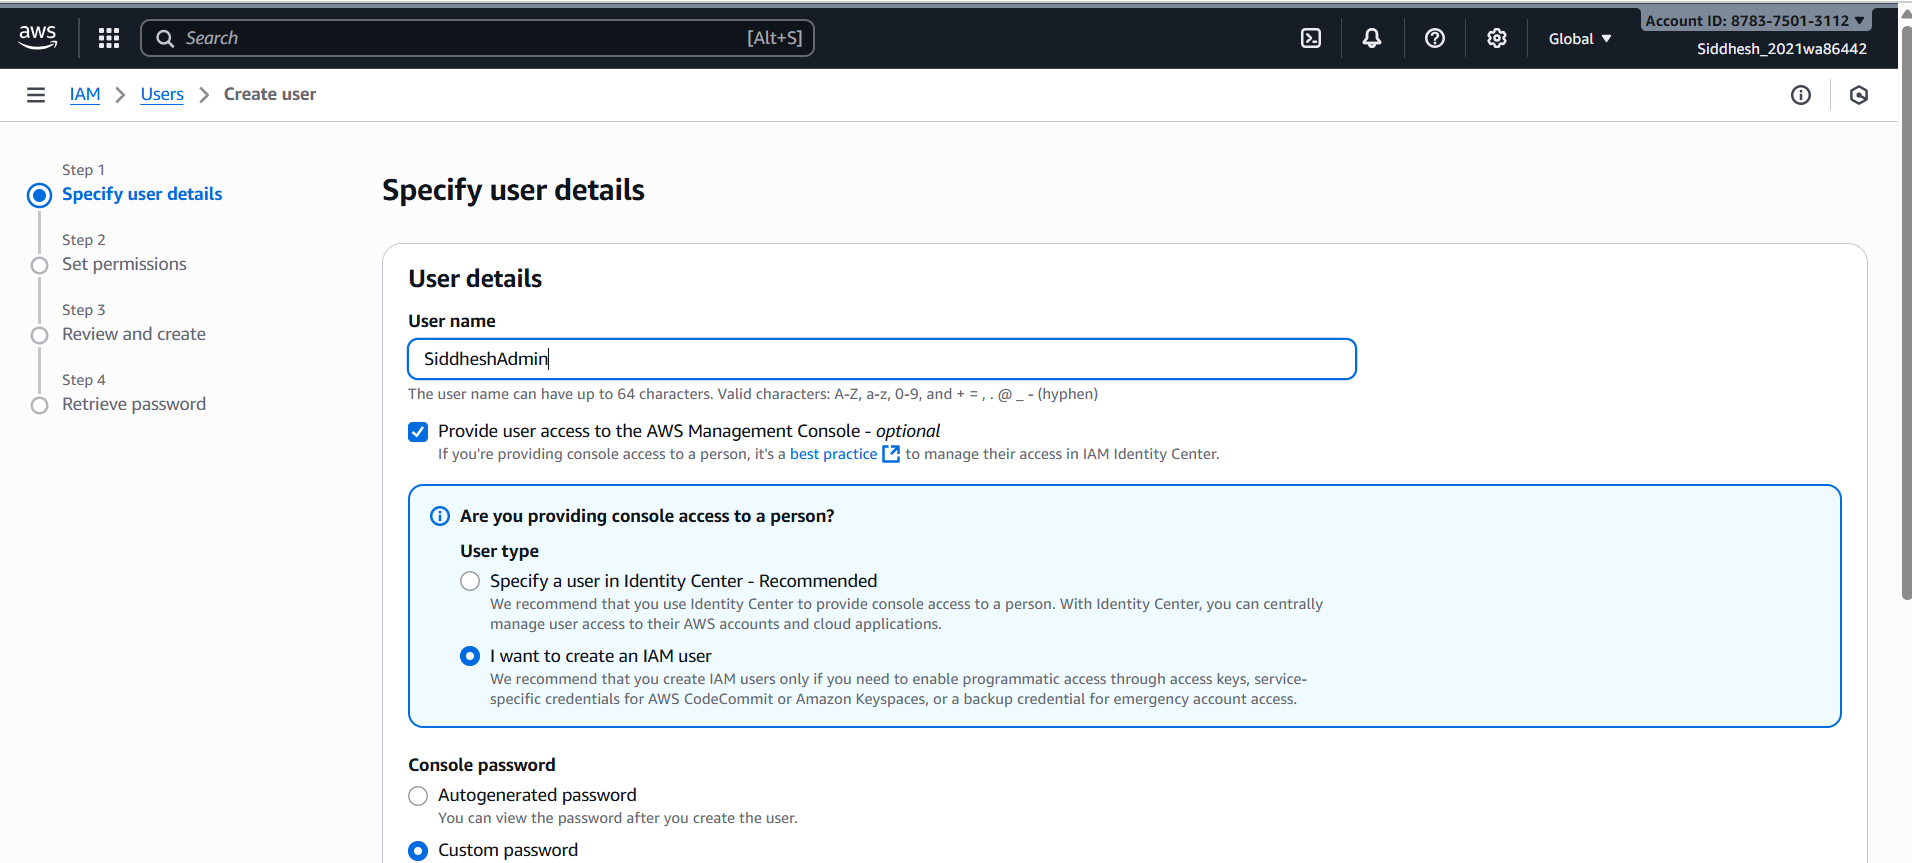 aws
Search
[Alt+S]
Global
Account ID: 8783-7501-3112
Siddhesh_2021wa86442
IAM
Users
Create user
Step 1
Specify user details
Step 2
Set permissions
Step 3
Review and create
Step 4
Retrieve password
Specify user details
User details
User name
SiddheshAdmin
The user name can have up to 64 characters. Valid characters: A-Z, a-z, 0-9, and + = , . @ _ - (hyphen)
Provide user access to the AWS Management Console - optional
If you're providing console access to a person, it's a best practice to manage their access in IAM Identity Center.
Are you providing console access to a person?
User type
Specify a user in Identity Center - Recommended
We recommend that you use Identity Center to provide console access to a person. With Identity Center, you can centrally
manage user access to their AWS accounts and cloud applications.
I want to create an IAM user
We recommend that you create IAM users only if you need to enable programmatic access through access keys, service-
specific credentials for AWS CodeCommit or Amazon Keyspaces, or a backup credential for emergency account access.
Console password
Autogenerated password
You can view the password after you create the user.
Custom password